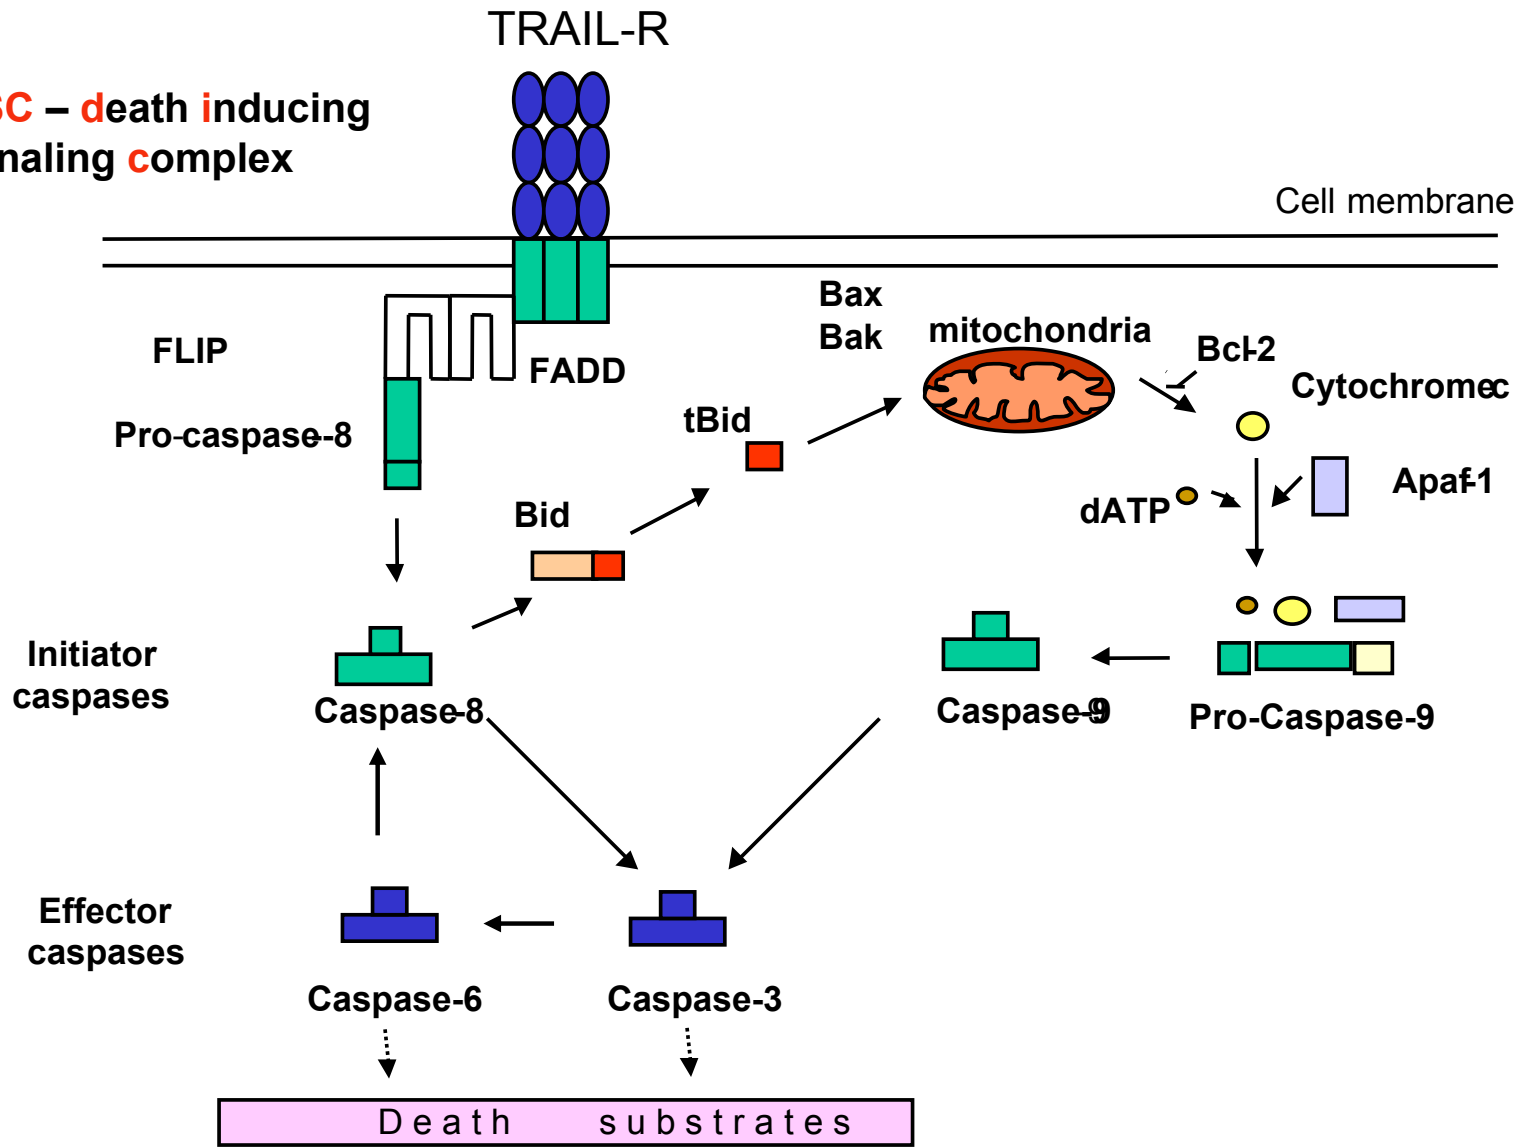 TRAIL-R
SC – death inducing
naling complex
Cell membrane
Bax
Bak
mitochondria
Bcl-2
FLIP
FADD
Cytochrome c
Pro-caspase-8
tBid
Apaf-1
dATP
Bid
Initiator
caspases
Caspase-8
Caspase-9
Pro-Caspase-9
Effector
caspases
Caspase-6
Caspase-3
Death substrates